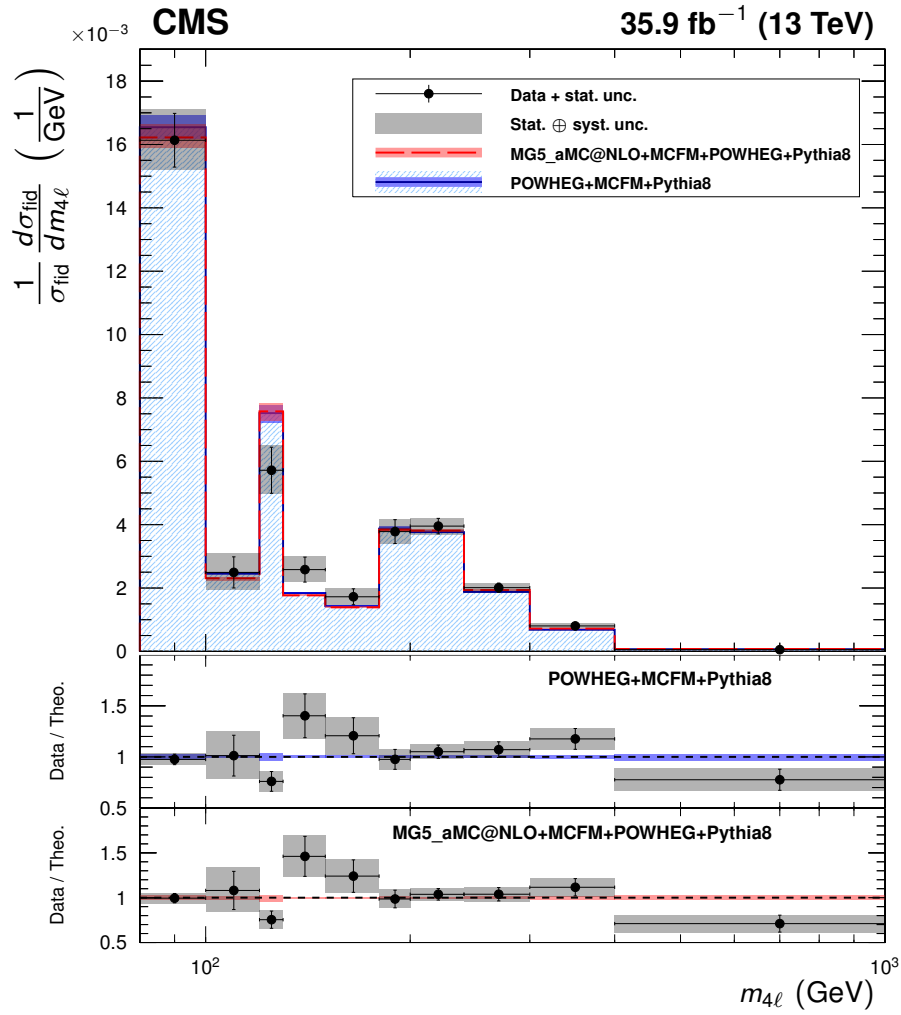 CMS 35.9 fb⁻¹ (13 TeV)
×10⁻³
1/σ_fid dσ_fid/dm_4ℓ (1/GeV)
18
16
14
12
10
8
6
4
2
0
Data + stat. unc.
Stat. ⊕ syst. unc.
MG5_aMC@NLO+MCFM+POWHEG+Pythia8
POWHEG+MCFM+Pythia8
POWHEG+MCFM+Pythia8
Data / Theo.
1.5
1
0.5
MG5_aMC@NLO+MCFM+POWHEG+Pythia8
Data / Theo.
1.5
1
0.5
10² 10³
m_4ℓ (GeV)